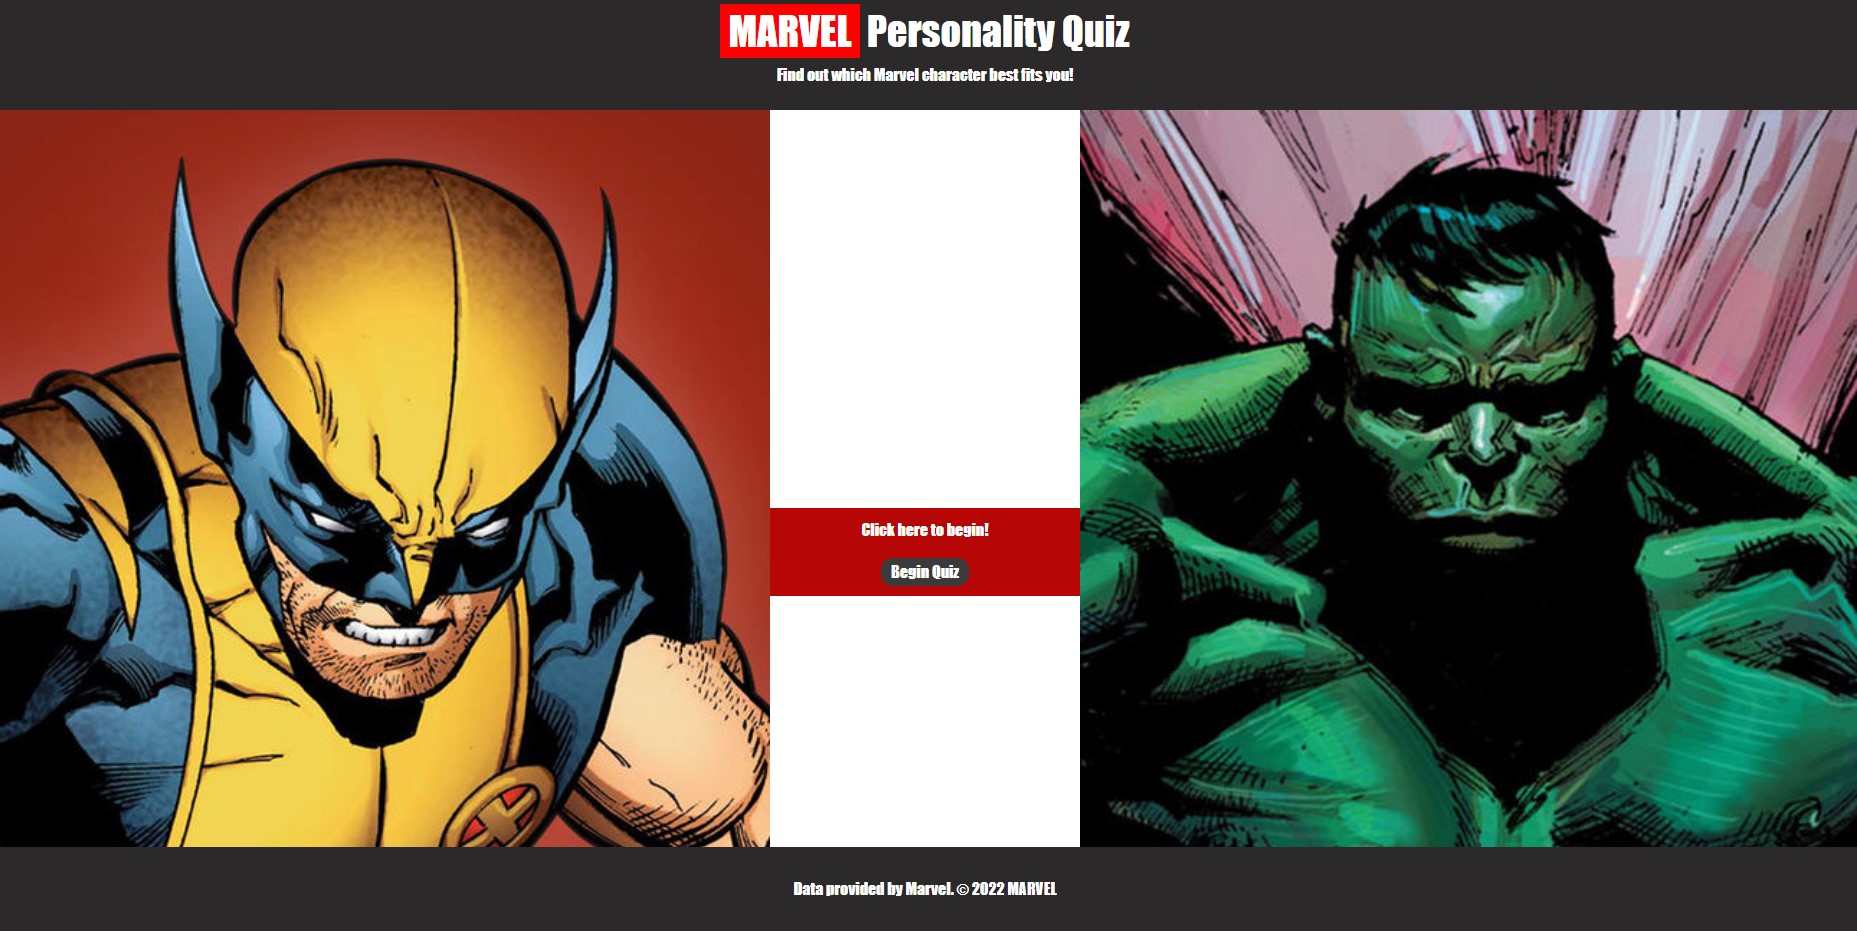 MARVEL Personality Quiz
Find out which Marvel character best fits you!
Click here to begin!
Begin Quiz
Data provided by Marvel. © 2022 MARVEL